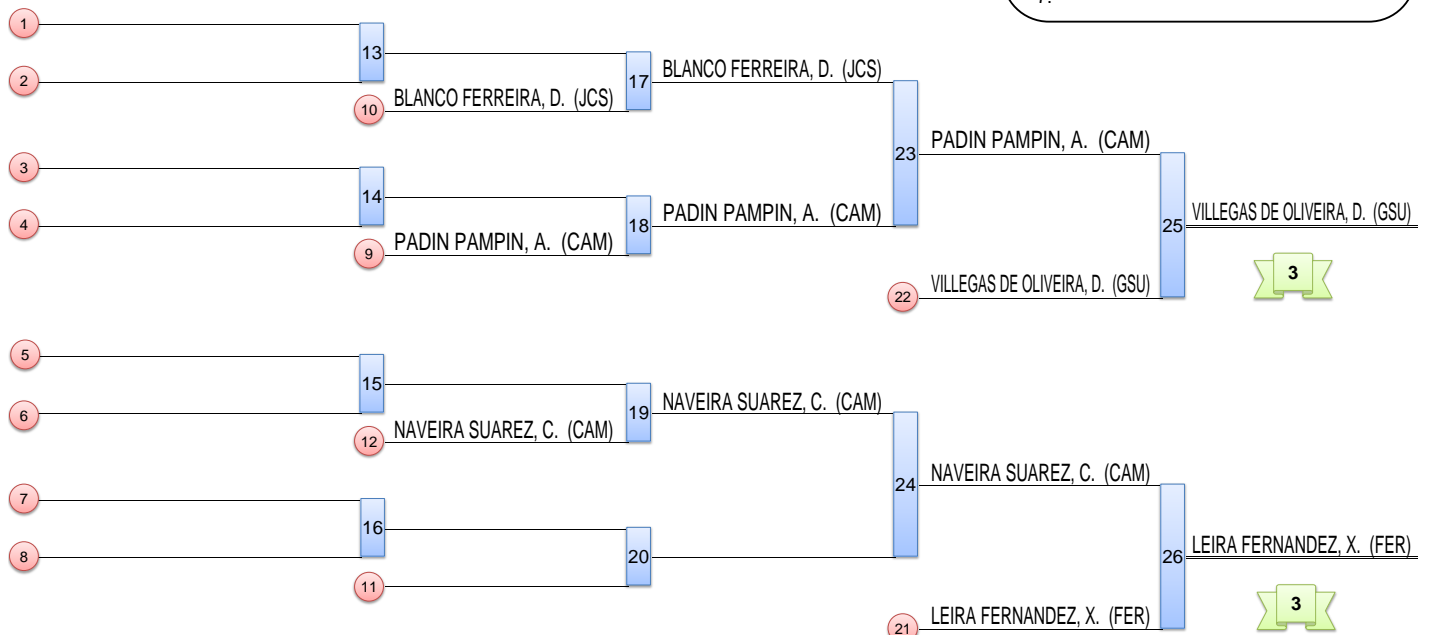 1
13
BLANCO FERREIRA, D. (JCS)
2
17
10 BLANCO FERREIRA, D. (JCS)
PADIN PAMPIN, A. (CAM)
23
3
14
PADIN PAMPIN, A. (CAM)
VILLEGAS DE OLIVEIRA, D. (GSU)
4
18
25
9 PADIN PAMPIN, A. (CAM)
3
22 VILLEGAS DE OLIVEIRA, D. (GSU)
5
15
NAVEIRA SUAREZ, C. (CAM)
6
19
12 NAVEIRA SUAREZ, C. (CAM)
NAVEIRA SUAREZ, C. (CAM)
24
7
16
LEIRA FERNANDEZ, X. (FER)
8
20
26
11
3
21 LEIRA FERNANDEZ, X. (FER)